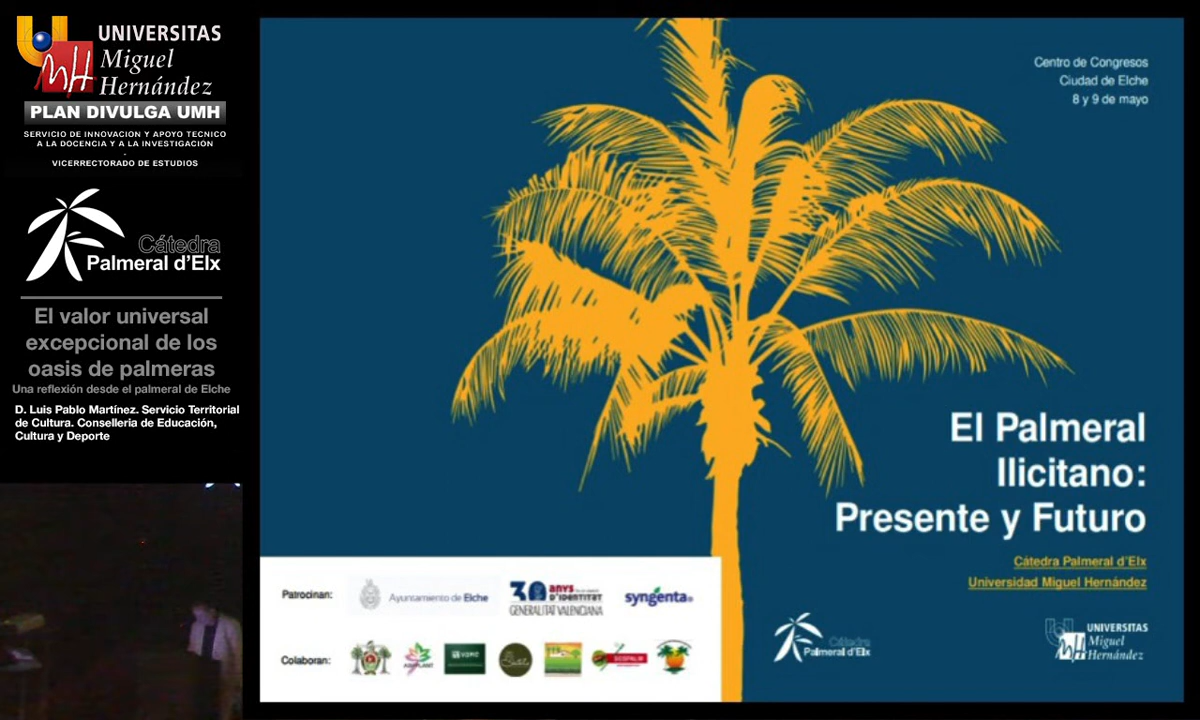 UNIVERSITAS
Miguel
Hernández
PLAN DIVULGA UMH
SERVICIO DE INNOVACION Y APOYO TECNICO
A LA DOCENCIA Y A LA INVESTIGACION
VICERRECTORADO DE ESTUDIOS
Cátedra
Palmeral d'Elx
El valor universal
excepcional de los
oasis de palmeras
Una reflexión desde el palmeral de Elche
D. Luis Pablo Martínez. Servicio Territorial
de Cultura. Conselleria de Educación,
Cultura y Deporte
Centro de Congresos
Ciudad de Elche
8 y 9 de mayo
El Palmeral
Ilicitano:
Presente y Futuro
Cátedra Palmeral d'Elx
Universidad Miguel Hernández
Patrocinan:
Ayuntamiento de Elche
30 anys
D'IDENTITAT
GENERALITAT VALENCIANA
syngenta
Colaboran:
Cátedra
Palmeral d'Elx
UNIVERSITAS
Miguel
Hernández